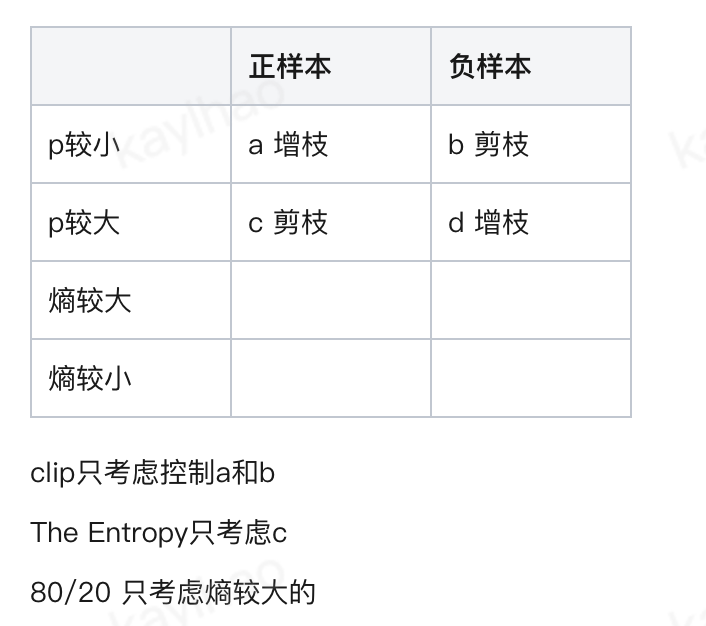 正样本 负样本
p较小 a 增枝 b 剪枝
p较大 c 剪枝 d 增枝
熵较大
熵较小
clip只考虑控制a和b
The Entropy只考虑c
80/20 只考虑熵较大的
kaylhao
kaylhao